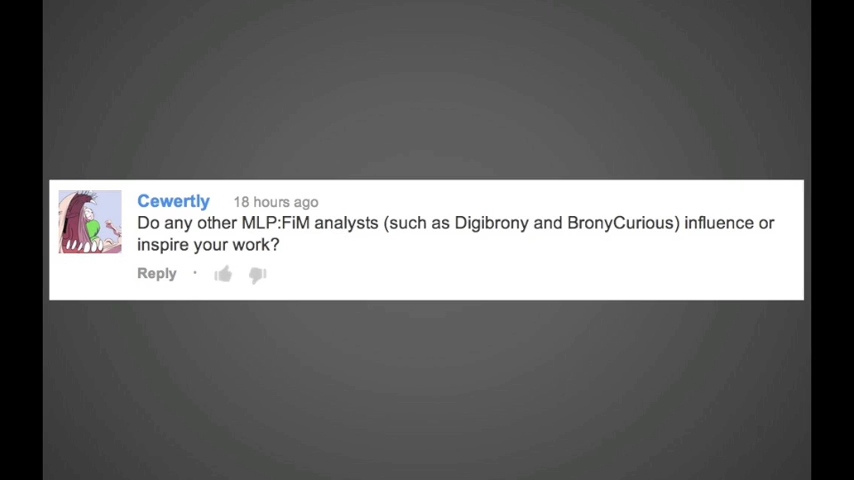 Cewertly 18 hours ago
Do any other MLP:FiM analysts (such as Digibrony and BronyCurious) influence or
inspire your work?
Reply ·